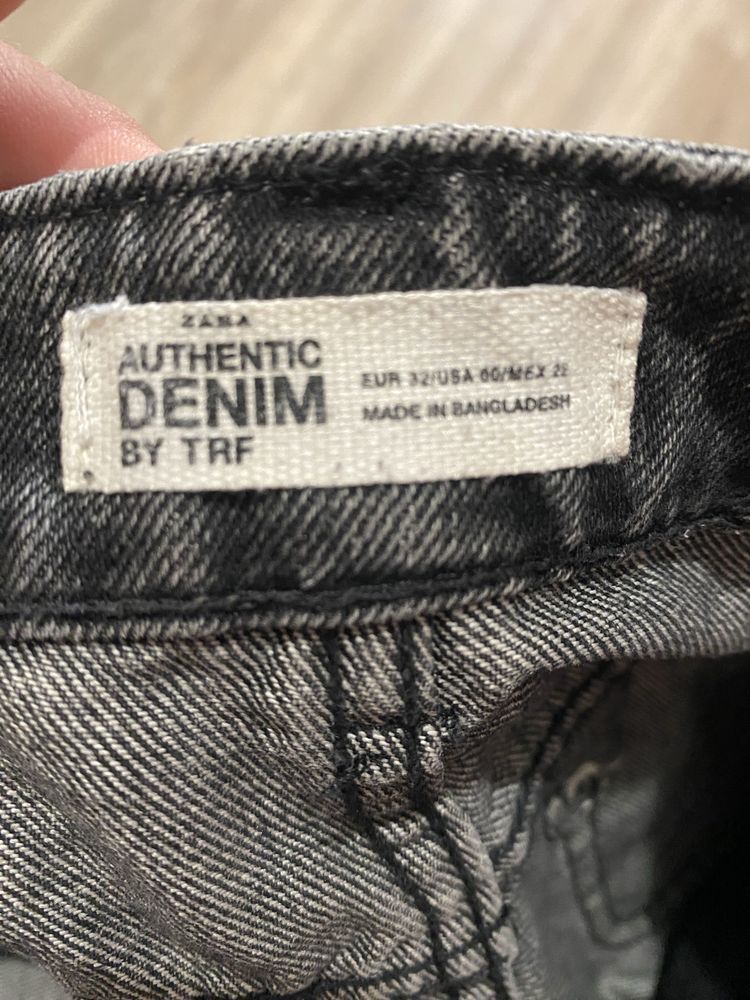 ZARA
AUTHENTIC
DENIM
BY TRF
EUR 32/USA 00/MEX 22
MADE IN BANGLADESH